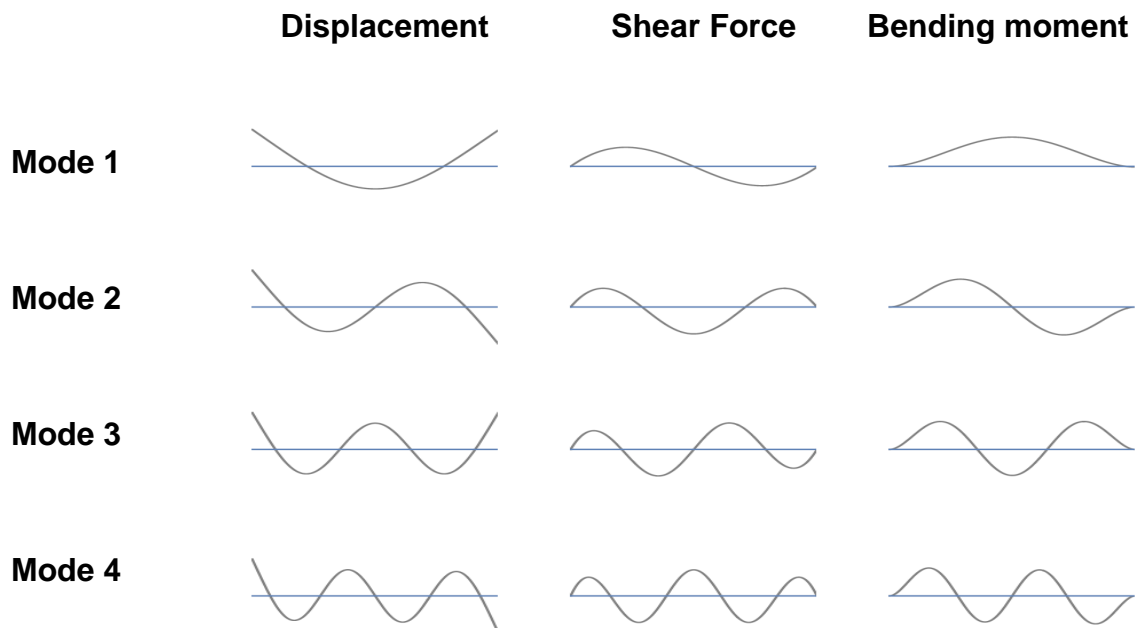 Displacement Shear Force Bending moment
Mode 1
Mode 2
Mode 3
Mode 4